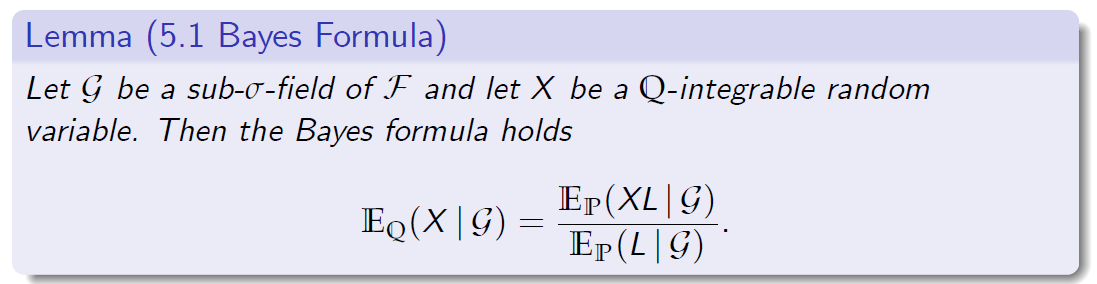 Lemma (5.1 Bayes Formula)
Let 𝒢 be a sub-σ-field of ℱ and let X be a ℚ-integrable random
variable. Then the Bayes formula holds
𝔼_ℚ(X | 𝒢) = 𝔼_ℙ(XL | 𝒢) / 𝔼_ℙ(L | 𝒢).